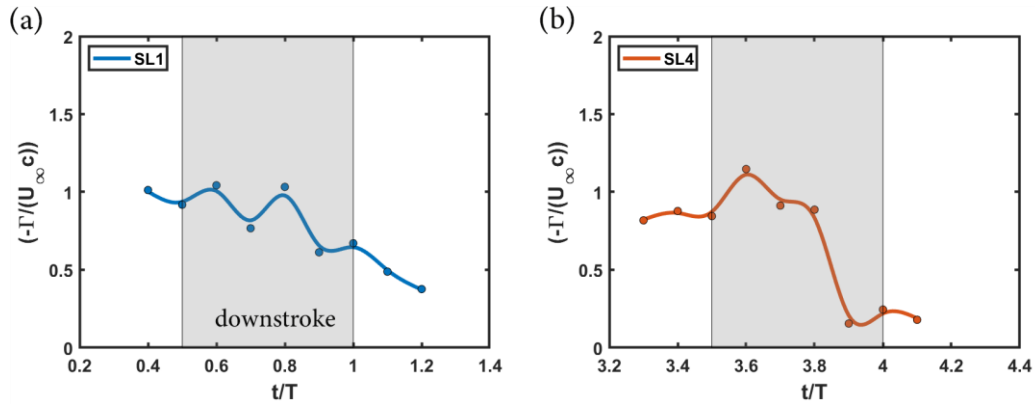 (a)
2
1.5
1
0.5
0
(-Γ/(U∞ c))
SL1
downstroke
0.2 0.4 0.6 0.8 1 1.2 1.4
t/T
(b)
2
1.5
1
0.5
0
(-Γ/(U∞ c))
SL4
3.2 3.4 3.6 3.8 4 4.2 4.4
t/T